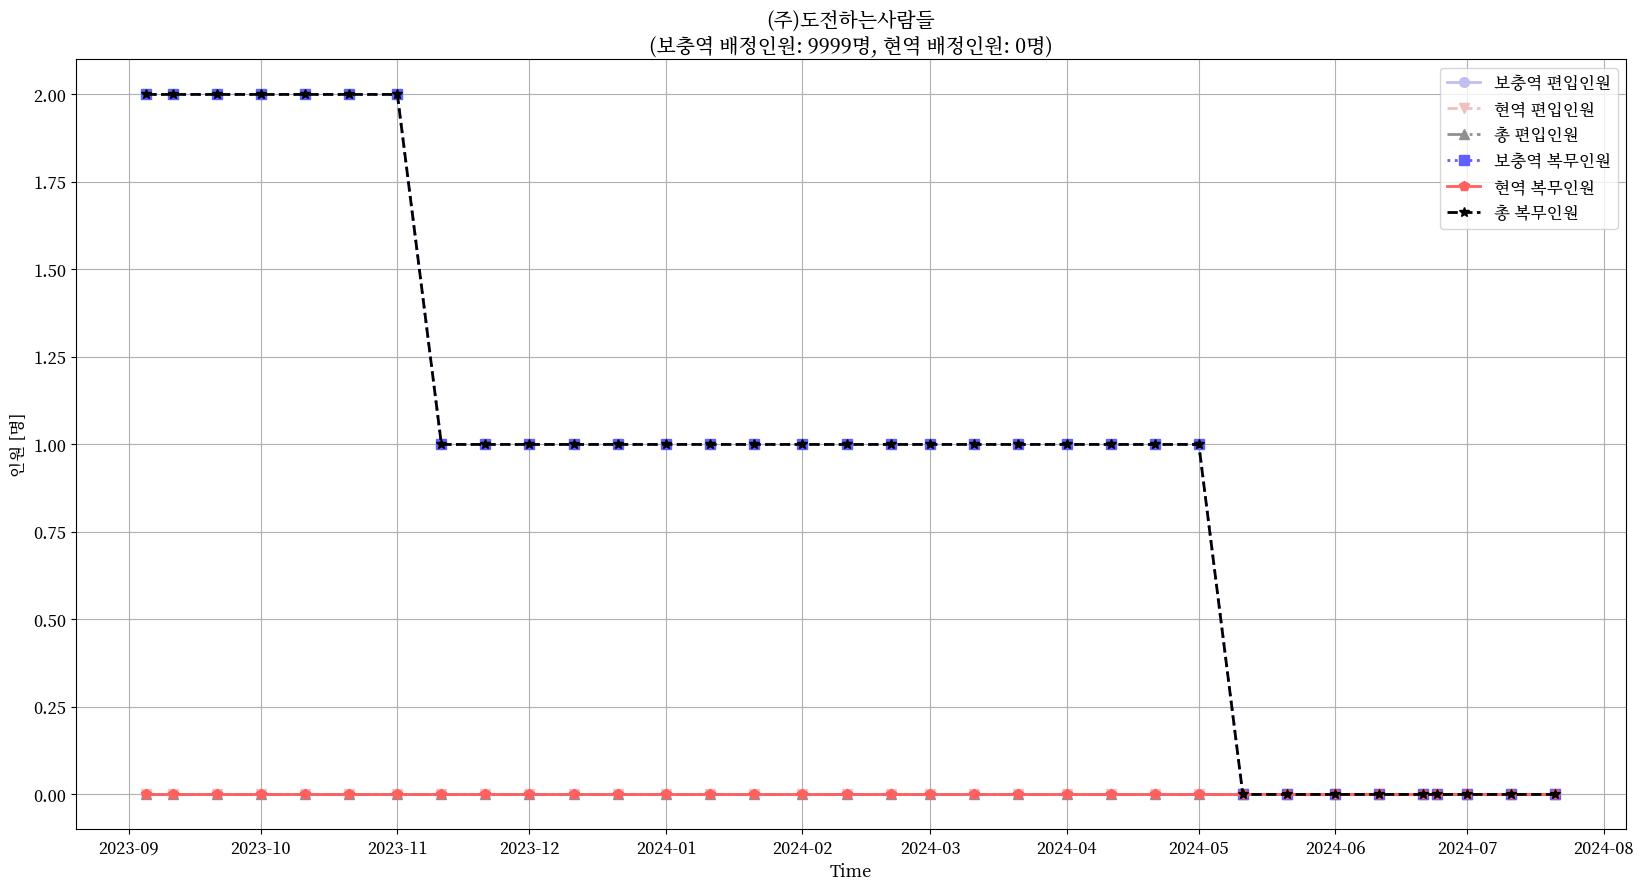 (주)도전하는사람들
(보충역 배정인원: 9999명, 현역 배정인원: 0명)
보충역 편입인원
현역 편입인원
총 편입인원
보충역 복무인원
현역 복무인원
총 복무인원
2.00
1.75
1.50
1.25
1.00
0.75
0.50
0.25
0.00
인원 [명]
2023-09 2023-10 2023-11 2023-12 2024-01 2024-02 2024-03 2024-04 2024-05 2024-06 2024-07 2024-08
Time